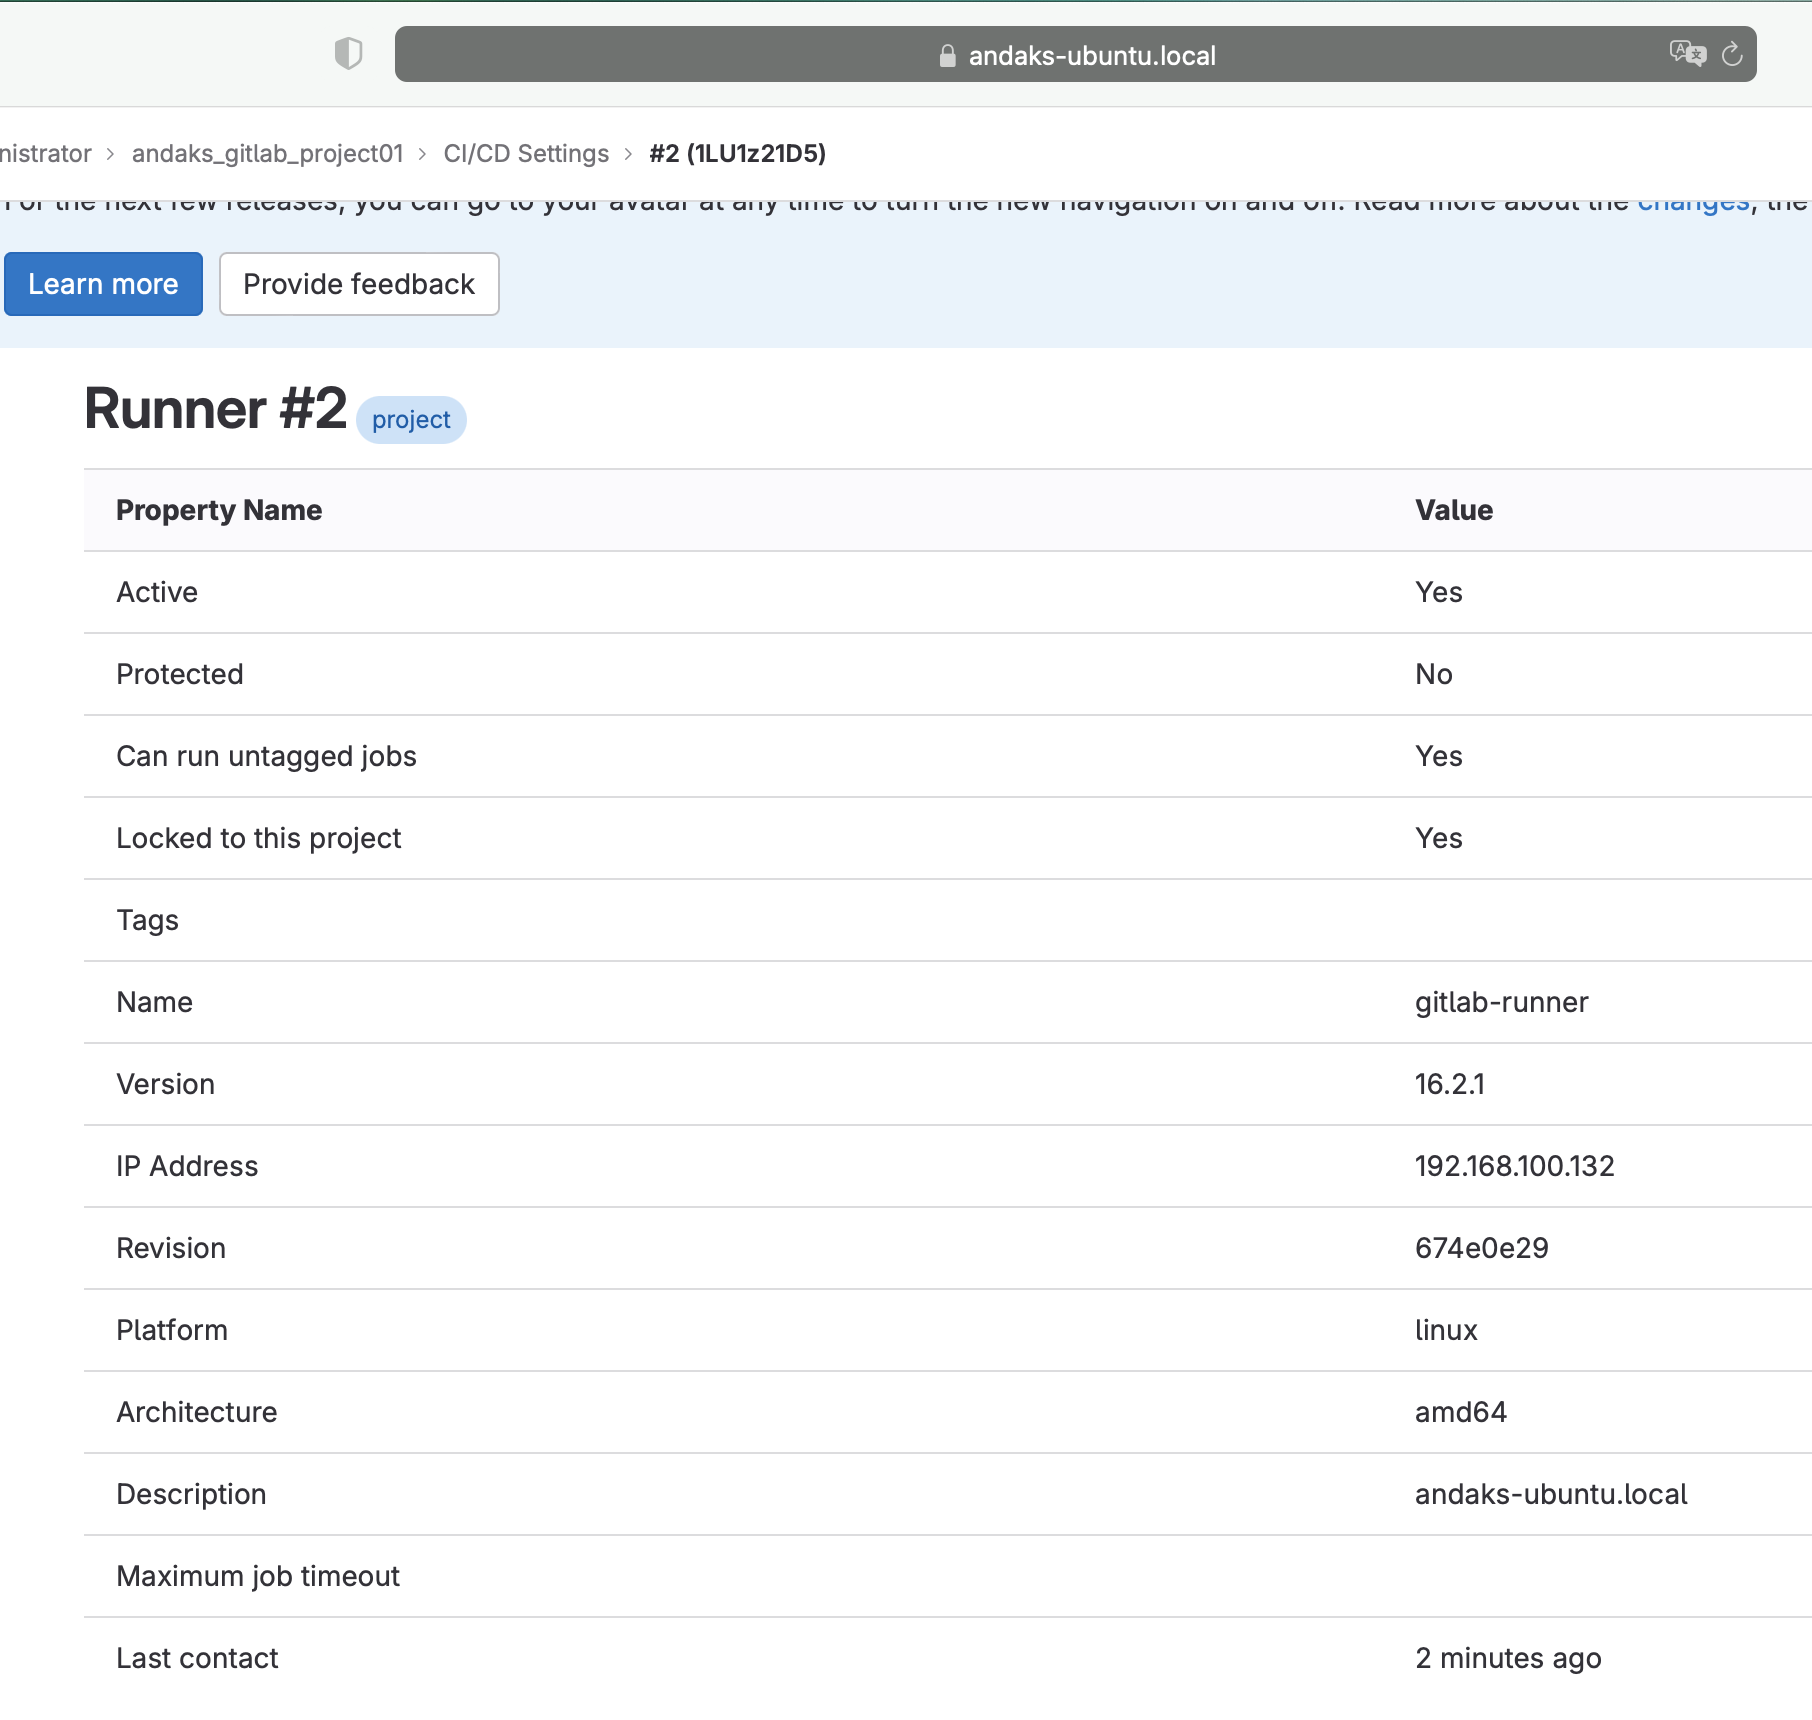 andaks-ubuntu.local
nistrator > andaks_gitlab_project01 > CI/CD Settings > #2 (1LU1z21D5)
For the next few releases, you can go to your avatar at any time to turn the new navigation on and off. Read more about the changes, the
Learn more Provide feedback
Runner #2 project
Property Name Value
Active Yes
Protected No
Can run untagged jobs Yes
Locked to this project Yes
Tags
Name gitlab-runner
Version 16.2.1
IP Address 192.168.100.132
Revision 674e0e29
Platform linux
Architecture amd64
Description andaks-ubuntu.local
Maximum job timeout
Last contact 2 minutes ago